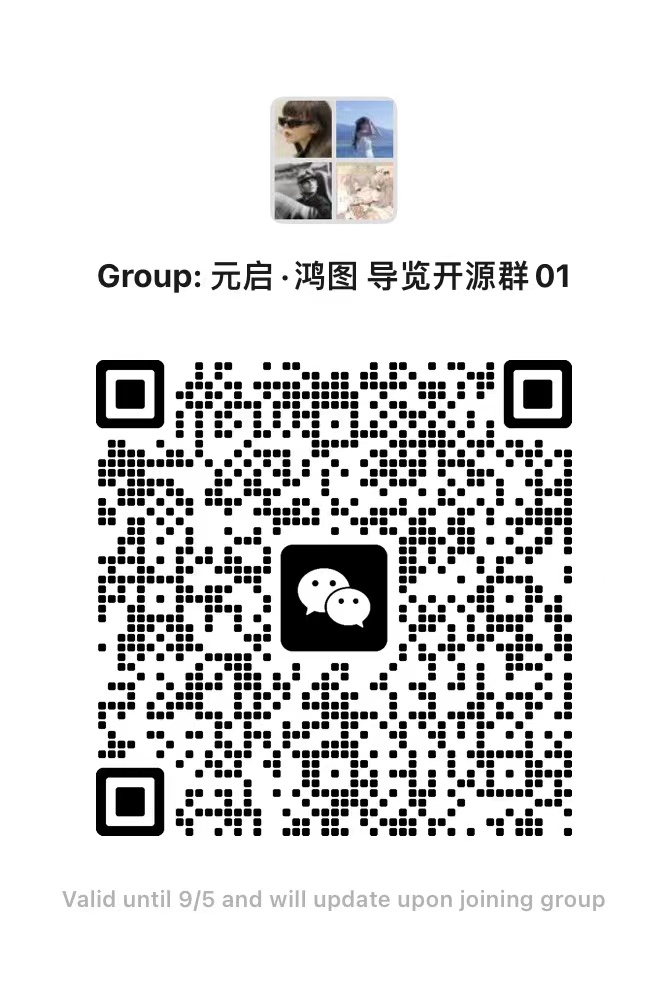 Group: 元启·鸿图 导览开源群01
Valid until 9/5 and will update upon joining group